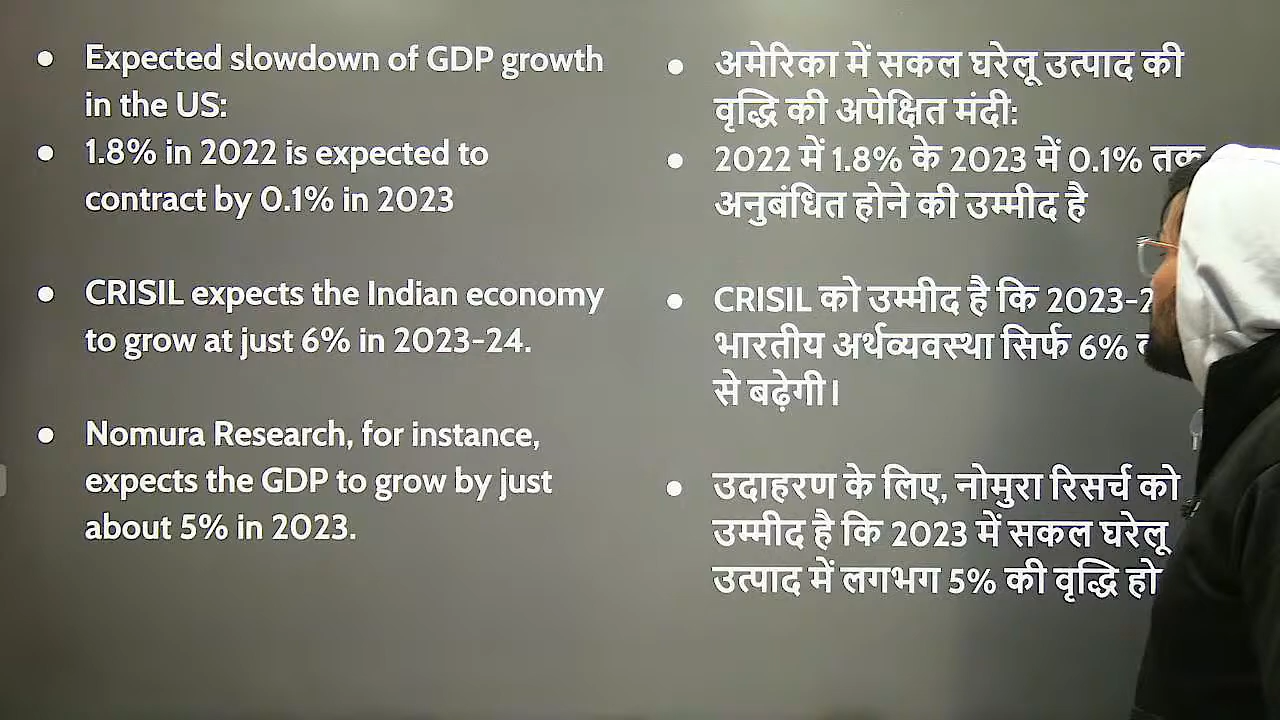 Expected slowdown of GDP growth
in the US:
1.8% in 2022 is expected to
contract by 0.1% in 2023
CRISIL expects the Indian economy
to grow at just 6% in 2023-24.
Nomura Research, for instance,
expects the GDP to grow by just
about 5% in 2023.
अमेरिका में सकल घरेलू उत्पाद की
वृद्धि की अपेक्षित मंदी:
2022 में 1.8% के 2023 में 0.1% तक
अनुबंधित होने की उम्मीद है
CRISIL को उम्मीद है कि
भारतीय अर्थव्यवस्था सिर्फ 6%
से बढ़ेगी।
उदाहरण के लिए, नोमुरा रिसर्च को
उम्मीद है कि 2023 में सकल घरेलू
उत्पाद में लगभग 5% की वृद्धि